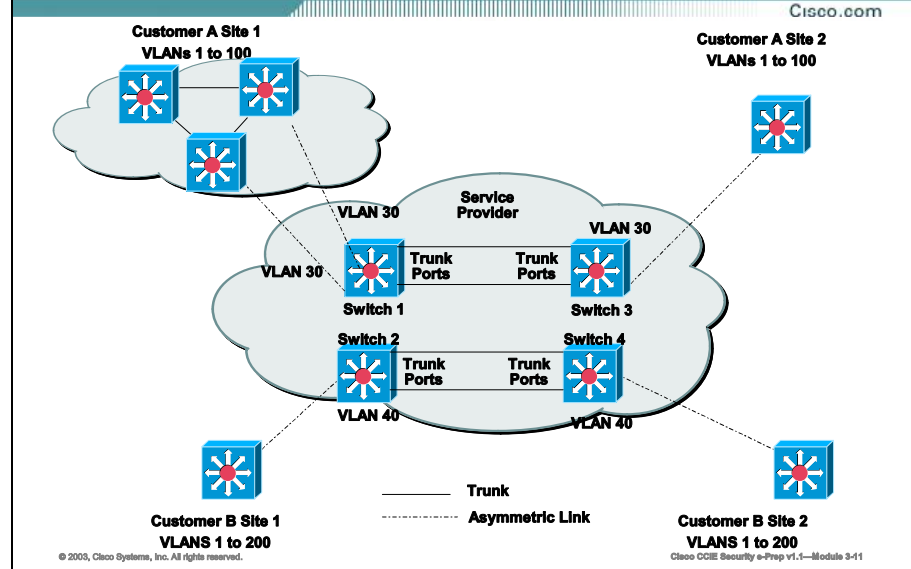 Cisco.com
Customer A Site 1
VLANs 1 to 100
Customer A Site 2
VLANs 1 to 100
Service
Provider
VLAN 30
VLAN 30
VLAN 30
Trunk
Ports
Trunk
Ports
Switch 1
Switch 3
Switch 2
Switch 4
Trunk
Ports
Trunk
Ports
VLAN 40
VLAN 40
Customer B Site 1
VLANS 1 to 200
Trunk
Asymmetric Link
Customer B Site 2
VLANS 1 to 200
© 2003, Cisco Systems, Inc. All rights reserved.
Cisco CCIE Security e-Prep v1.1—Module 3-11